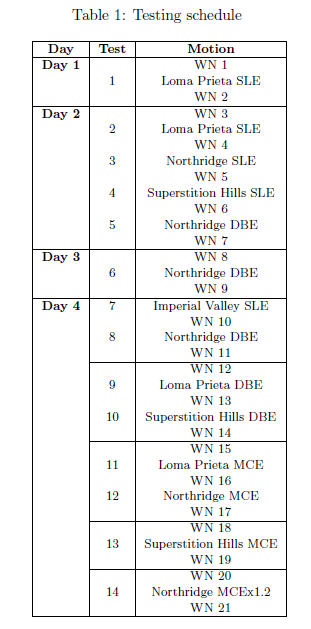 Table 1: Testing schedule
Day Test Motion
Day 1 WN 1
1 Loma Prieta SLE
WN 2
Day 2 WN 3
2 Loma Prieta SLE
WN 4
3 Northridge SLE
WN 5
4 Superstition Hills SLE
WN 6
5 Northridge DBE
WN 7
Day 3 WN 8
6 Northridge DBE
WN 9
Day 4 7 Imperial Valley SLE
WN 10
8 Northridge DBE
WN 11
WN 12
9 Loma Prieta DBE
WN 13
10 Superstition Hills DBE
WN 14
WN 15
11 Loma Prieta MCE
WN 16
12 Northridge MCE
WN 17
WN 18
13 Superstition Hills MCE
WN 19
WN 20
14 Northridge MCEx1.2
WN 21